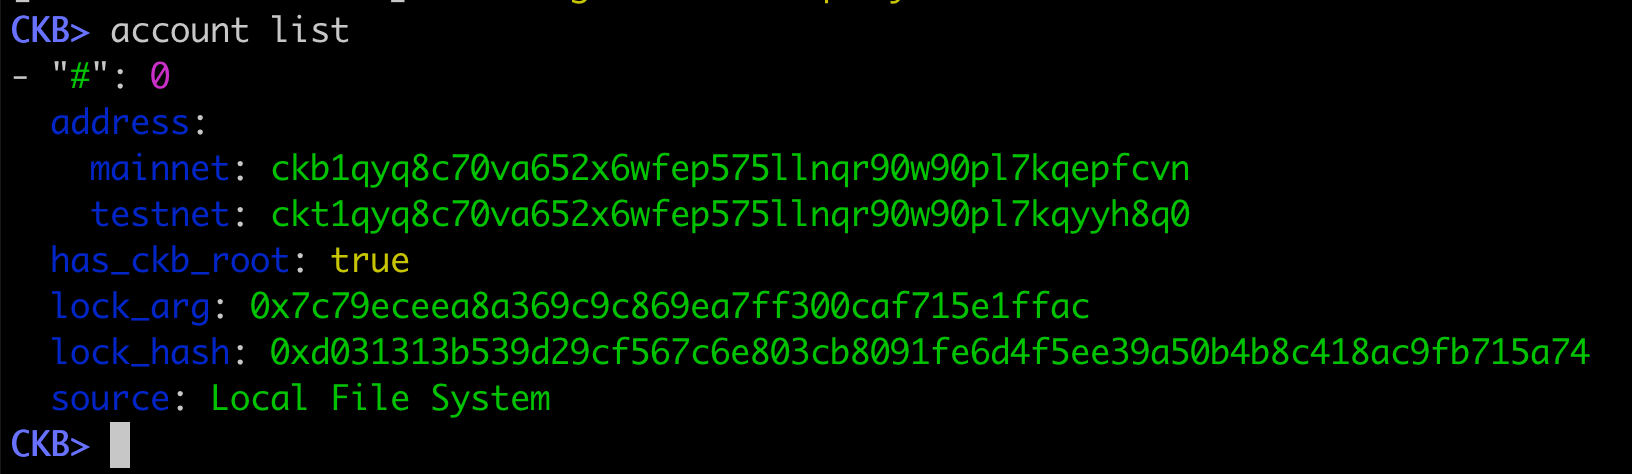 CKB> account list
- "#": 0
  address:
    mainnet: ckb1qyq8c70va652x6wfep575llnqr90w90pl7kqepfcvn
    testnet: ckt1qyq8c70va652x6wfep575llnqr90w90pl7kqyyh8q0
  has_ckb_root: true
  lock_arg: 0x7c79eceea8a369c9c869ea7ff300caf715e1ffac
  lock_hash: 0xd031313b539d29cf567c6e803cb8091fe6d4f5ee39a50b4b8c418ac9fb715a74
  source: Local File System
CKB>